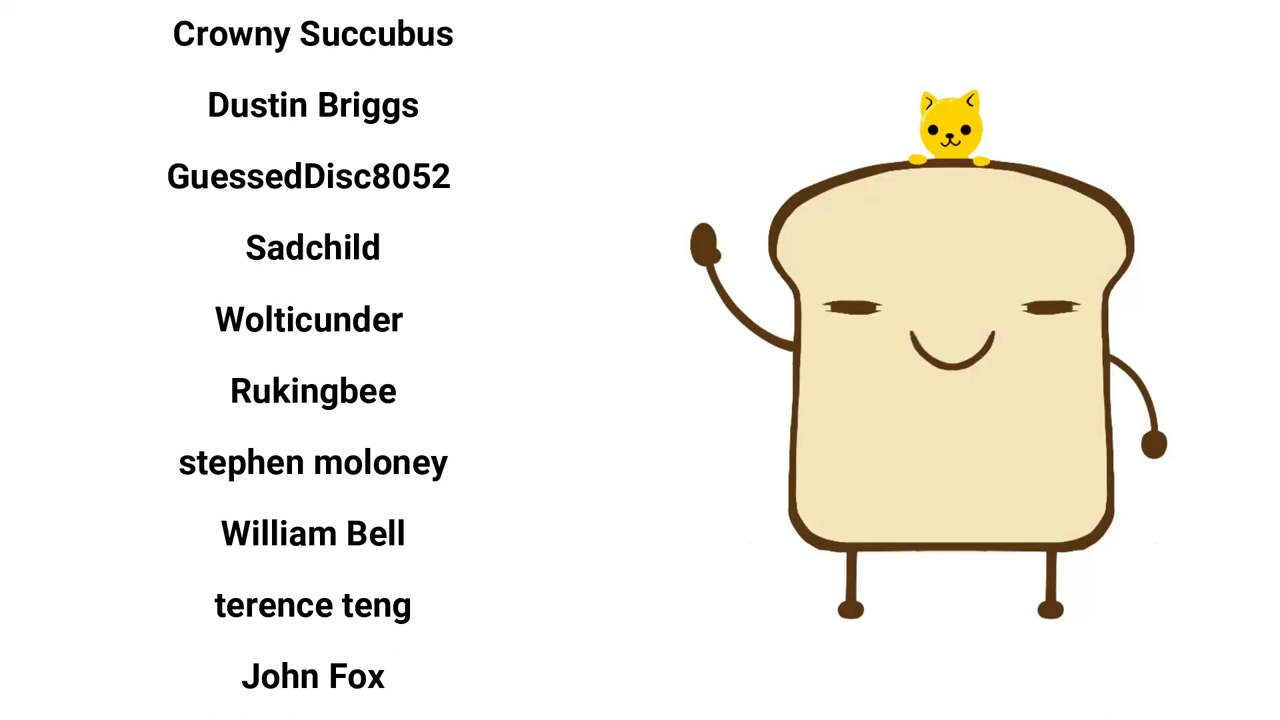 Crowny Succubus
Dustin Briggs
GuessedDisc8052
Sadchild
Wolticunder
Rukingbee
stephen moloney
William Bell
terence teng
John Fox